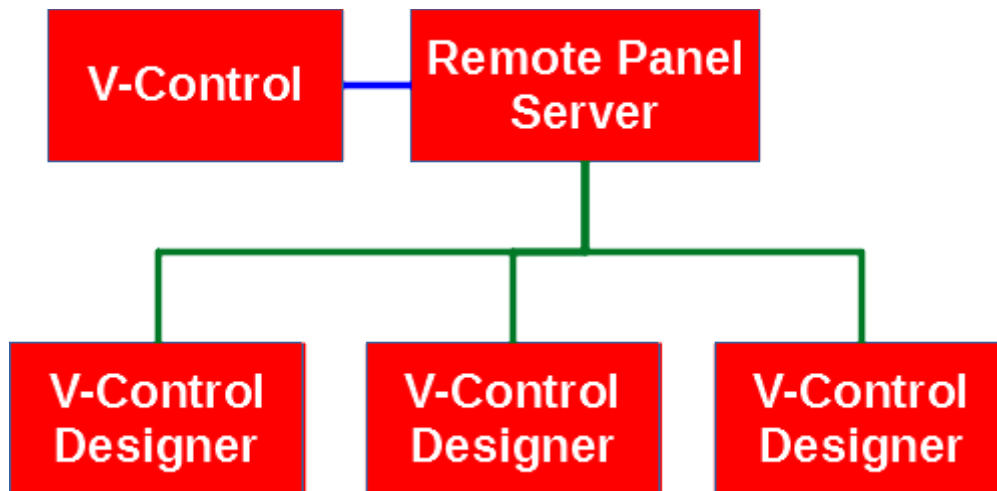 V-Control
Remote Panel
Server
V-Control
Designer
V-Control
Designer
V-Control
Designer